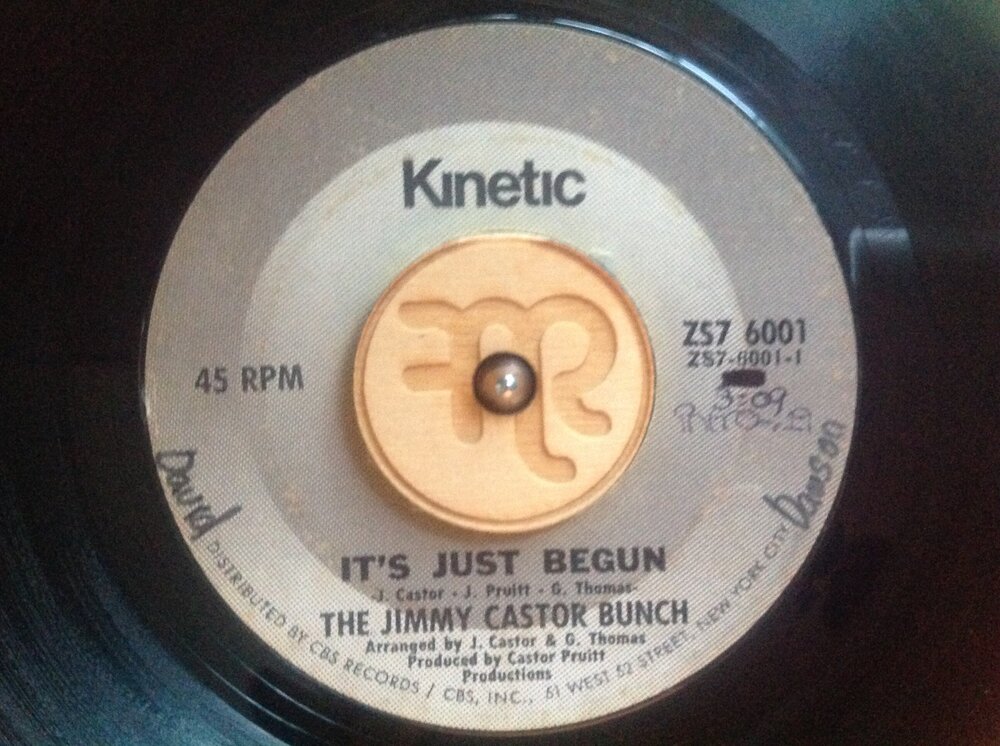 Kinetic
45 RPM
ZS7 6001
ZS7-6001-1
3:09
David
Dawson
IT'S JUST BEGUN
-J. Castor - J. Pruitt - G. Thomas-
THE JIMMY CASTOR BUNCH
Arranged by J. Castor & G. Thomas
Produced by Castor Pruitt
Productions
DISTRIBUTED BY CBS RECORDS / CBS, INC., 51 WEST 52 STREET, NEW YORK CITY